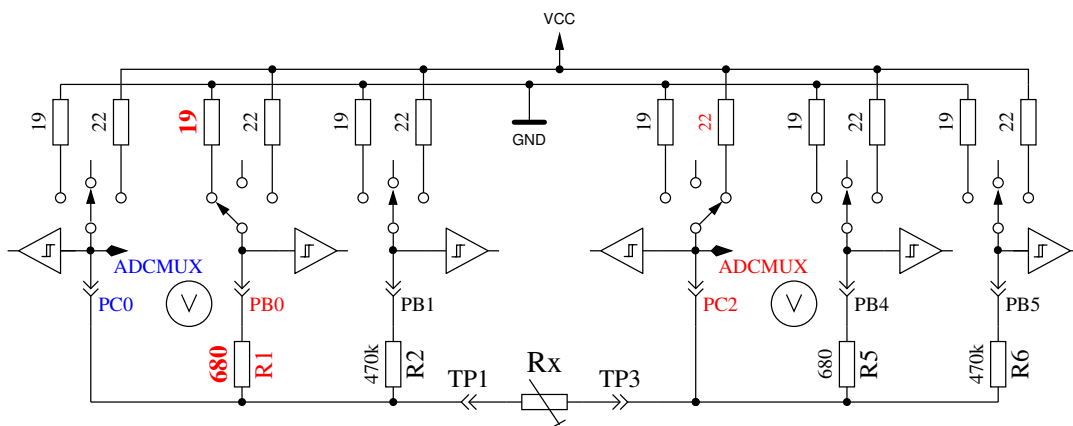 VCC
19
22
19
22
19
22
GND
19
22
19
22
19
22
ADCMUX
ADCMUX
PC0
V
PB0
PB1
PC2
V
PB4
PB5
680
R1
470k
R2
TP1
Rx
TP3
680
R5
470k
R6